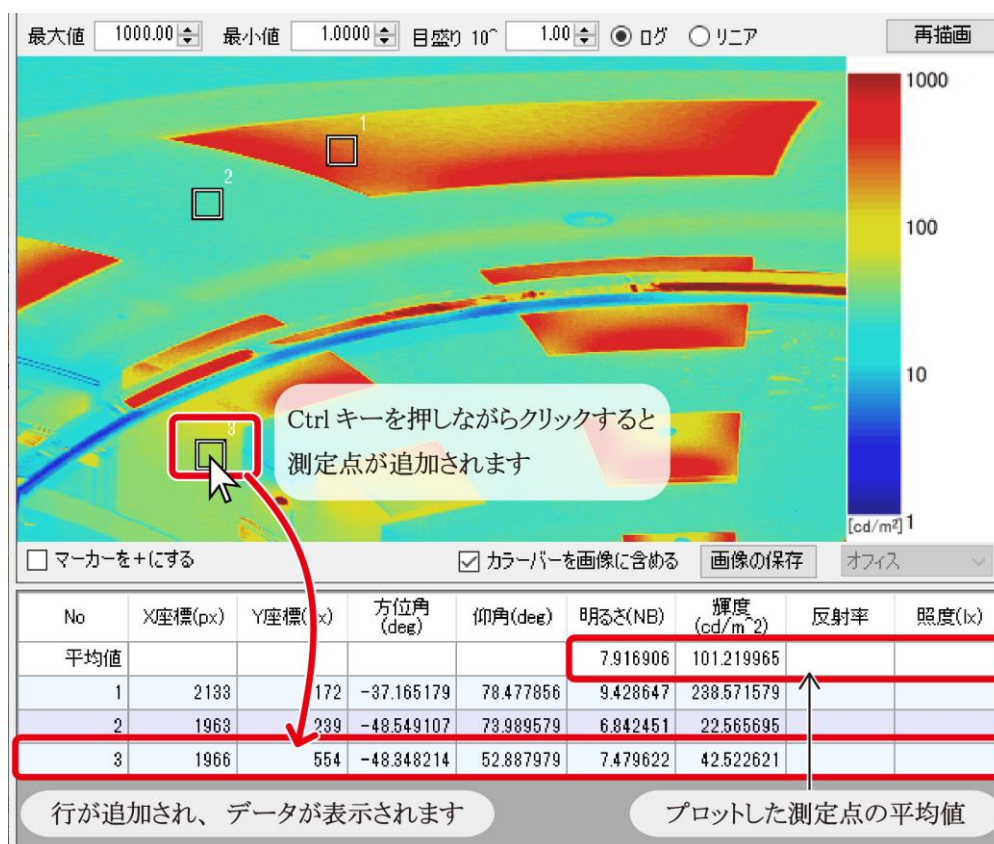 最大値 1000.00 最小値 1.0000 目盛り 10^ 1.00 ログ リニア 再描画
1000
1
2
100
10
3
Ctrl キーを押しながらクリックすると
測定点が追加されます
[cd/m²] 1
マーカーを+にする カラーバーを画像に含める 画像の保存 オフィス
No X座標(px) Y座標(px) 方位角(deg) 仰角(deg) 明るさ(NB) 輝度(cd/m^2) 反射率 照度(lx)
平均値 7.916906 101.219965
1 2133 172 -37.165179 78.477856 9.428647 238.571579
2 1963 239 -48.549107 73.989579 6.842451 22.565695
3 1966 554 -48.348214 52.887979 7.479622 42.522621
行が追加され、データが表示されます
プロットした測定点の平均値